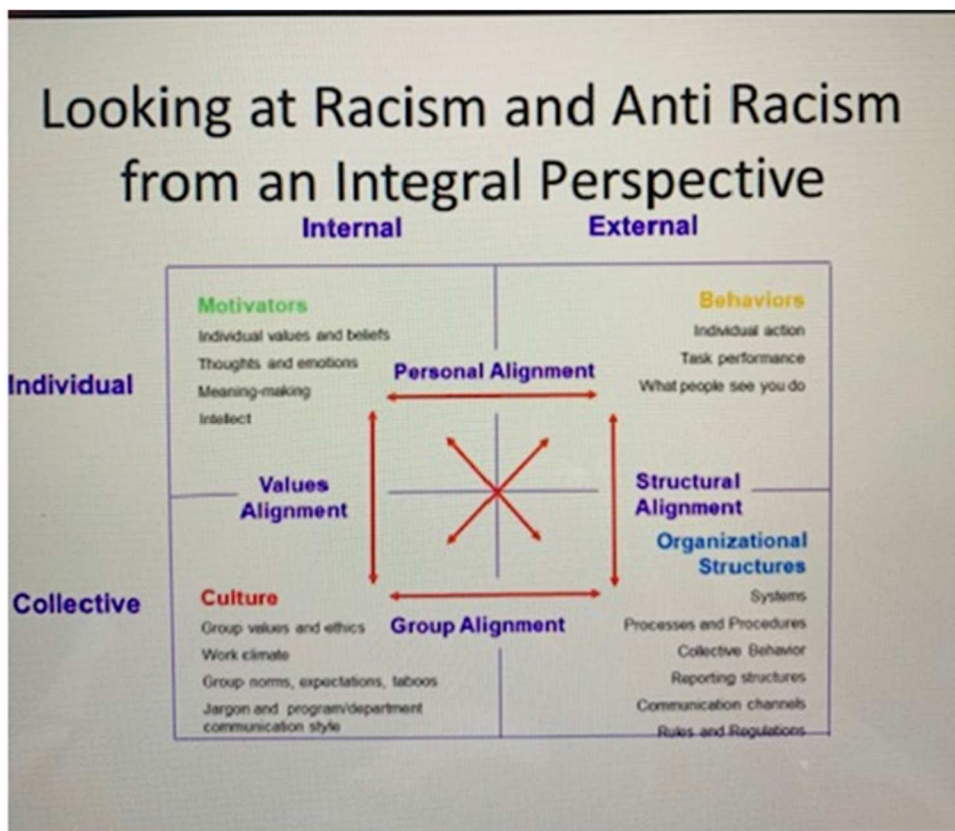 Looking at Racism and Anti Racism
from an Integral Perspective
Internal
External
Individual
Collective
Motivators
Individual values and beliefs
Thoughts and emotions
Meaning-making
Intellect
Behaviors
Individual action
Task performance
What people see you do
Personal Alignment
Values
Alignment
Structural
Alignment
Group Alignment
Culture
Group values and ethics
Work climate
Group norms, expectations, taboos
Jargon and program/department
communication style
Organizational
Structures
Systems
Processes and Procedures
Collective Behavior
Reporting structures
Communication channels
Rules and Regulations